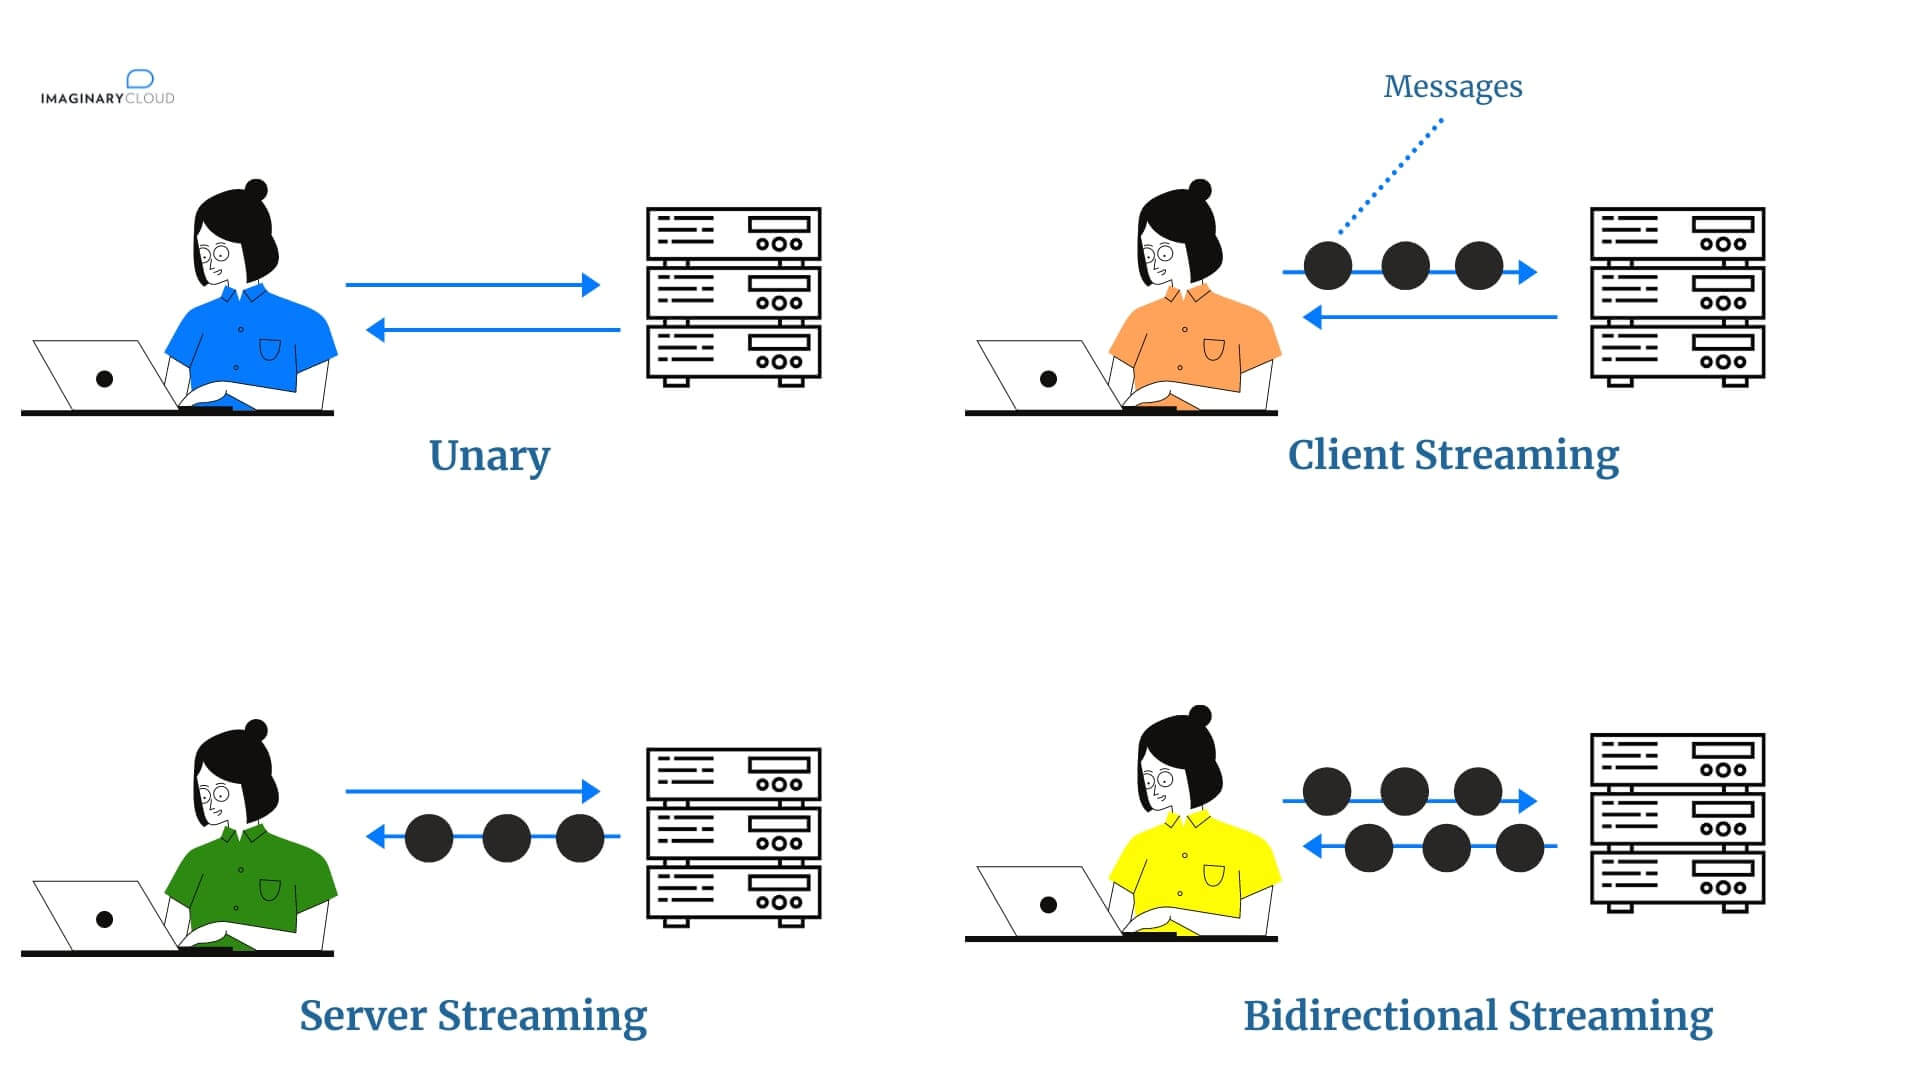 IMAGINARYCLOUD
Messages
Unary
Client Streaming
Server Streaming
Bidirectional Streaming